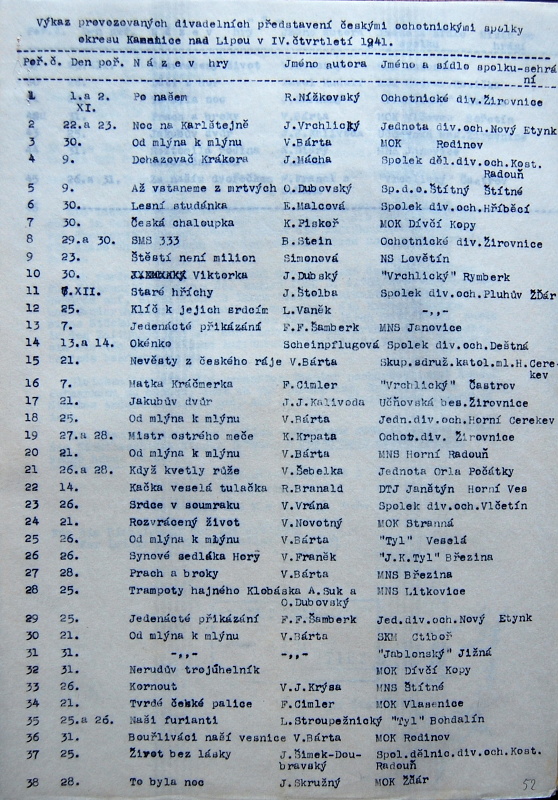 Výkaz provozovaných divadelních představení českými ochotnickými spolky
okresu Kamenice nad Lipou v IV.čtvrtletí 1941.
Poř.č. Den poř. N á z e v hry Jméno autora Jméno a sídlo spolku-sehrá
ní
1 1.a 2. Po našem R.Nížkovský Ochotnické div.Žirovnice
XI.
2 22.a 23. Noc na Karlštejně J.Vrchlický Jednota div.och.Nový Etynk
3 30. Od mlýna k mlýnu V.Bárta MOK Rodinov
4 9. Dohazovač Krákora J.Mácha Spolek děl.div.och.Kost.
Radouň
5 9. Až vstaneme z mrtvých O.Dubovský Sp.d.o.Štítný Štítné
6 30. Lesní studánka E.Malcová Spolek div.och.Hříběcí
7 30. Česká chaloupka K.Piskoř MOK Dívčí Kopy
8 29.a 30. SMS 333 B.Stein Ochotnické div.Žirovnice
9 23. Štěstí není milion Simonová NS Lovětín
10 30. Viktorka J.Dubský "Vrchlický" Rymberk
11 7.XII. Staré hříchy J.Štolba Spolek div.och.Pluhův Žďár
12 25. Klíč k jejich srdcím L.Vaněk -,,-
13 7. Jedenácté přikázání F.F.Šamberk MNS Janovice
14 13.a 14. Okénko Scheinpflugová Spolek div.och.Deštná
15 21. Nevěsty z českého ráje V.Bárta Skup.sdruž.katol.ml.H.Cere-
kev
16 7. Matka Kráčmerka F.Cimler "Vrchlický" Častrov
17 21. Jakubův dvůr J.J.Kalivoda Učňovská bes.Žirovnice
18 25. Od mlýna k mlýnu V.Bárta Jedn.div.och.Horní Cerekev
19 27.a 28. Mistr ostrého meče K.Krpata Ochot.div. Žirovnice
20 21. Od mlýna k mlýnu V.Bárta MNS Horní Radouň
21 26.a 28. Když kvetly růže V.Šebelka Jednota Orla Počátky
22 14. Kačka veselá tulačka R.Branald DTJ Janětýn Horní Ves
23 26. Srdce v soumraku V.Vrána Spolek div.och.Vlčetín
24 21. Rozvrácený život V.Novotný MOK Stranná
25 26. Od mlýna k mlýnu V.Bárta "Tyl" Veselá
26 26. Synové sedláka Horý V.Franěk "J.K.Tyl" Březina
27 28. Prach a broky V.Bárta MNS Březina
28 25. Trampoty hajného Klobáska A.Suk a MNS Litkovice
O.Dubovský
29 25. Jedenácté přikázání F.F.Šamberk Jed.div.och.Nový Etynk
30 21. Od mlýna k mlýnu V.Bárta SKM Ctiboř
31 31. -,,- -,,- "Jablonský" Jižná
32 31. Nerudův trojúhelník MOK Dívčí Kopy
33 26. Kornout V.J.Krýsa MNS Štítné
34 21. Tvrdé české palice F.Cimler MOK Vlasenice
35 25.a 26. Naši furianti L.Stroupežnický "Tyl" Bohdalín
36 31. Bouřliváci naší vesnice V.Bárta MOK Rodinov
37 25. Život bez lásky J.Šimek-Dou- Spol.dělnic.div.och.Kost.
bravský Radouň
38 28. To byla noc J.Skružný MOK Žďár
52